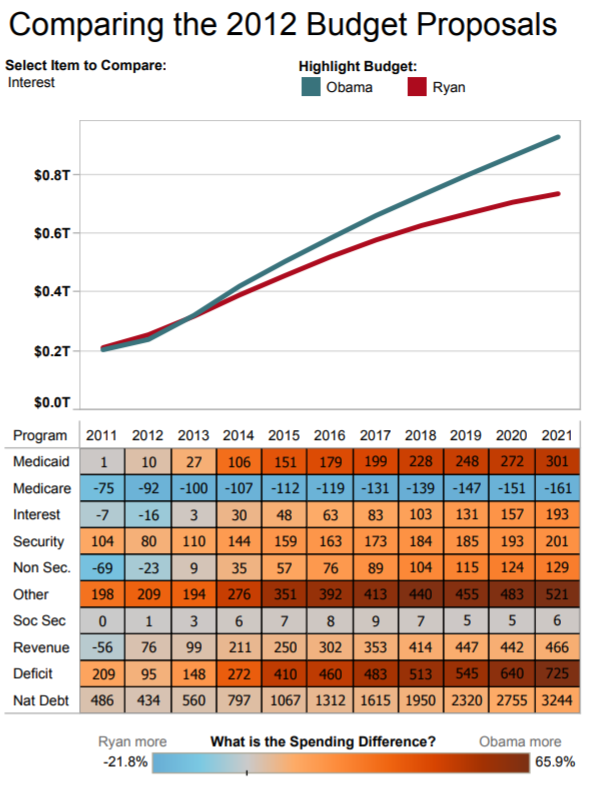 Comparing the 2012 Budget Proposals
Select Item to Compare:
Interest
Highlight Budget:
Obama Ryan
$0.8T
$0.6T
$0.4T
$0.2T
$0.0T
Program 2011 2012 2013 2014 2015 2016 2017 2018 2019 2020 2021
Medicaid 1 10 27 106 151 179 199 228 248 272 301
Medicare -75 -92 -100 -107 -112 -119 -131 -139 -147 -151 -161
Interest -7 -16 3 30 48 63 83 103 131 157 193
Security 104 80 110 144 159 163 173 184 185 193 201
Non Sec. -69 -23 9 35 57 76 89 104 115 124 129
Other 198 209 194 276 351 392 413 440 455 483 521
Soc Sec 0 1 3 6 7 8 9 7 5 5 6
Revenue -56 76 99 211 250 302 353 414 447 442 466
Deficit 209 95 148 272 410 460 483 513 545 640 725
Nat Debt 486 434 560 797 1067 1312 1615 1950 2320 2755 3244
Ryan more What is the Spending Difference? Obama more
-21.8% 65.9%